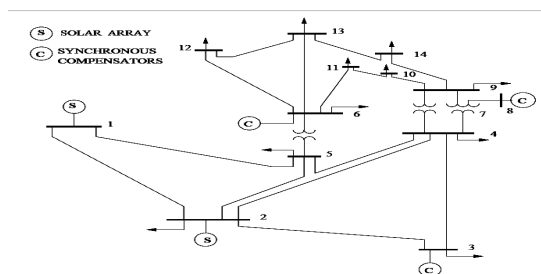 S SOLAR ARRAY
C SYNCHRONOUS
COMPENSATORS
13
12
14
11
10
9
S
C
6
7
8
C
1
4
5
2
S
3
C